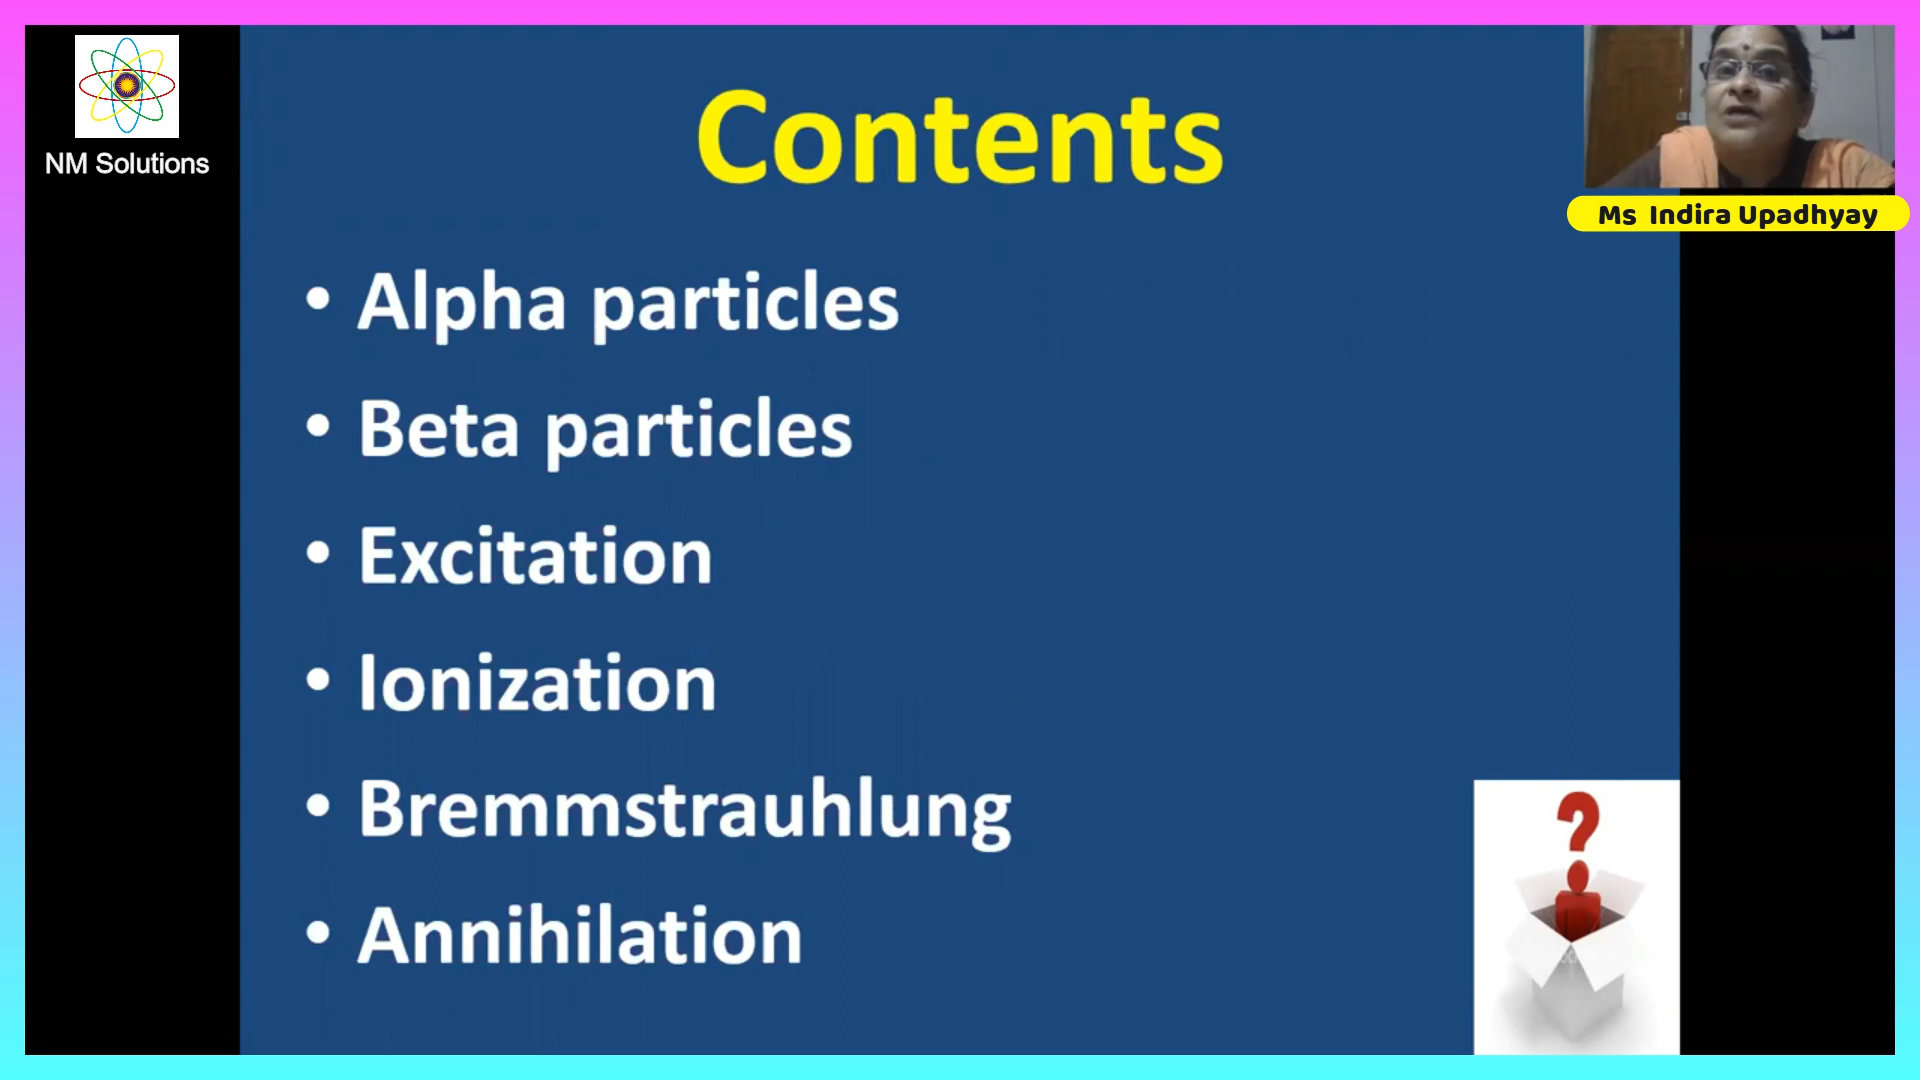 NM Solutions
Contents
Ms Indira Upadhyay
• Alpha particles
• Beta particles
• Excitation
• Ionization
• Bremmstrauhlung
• Annihilation
?